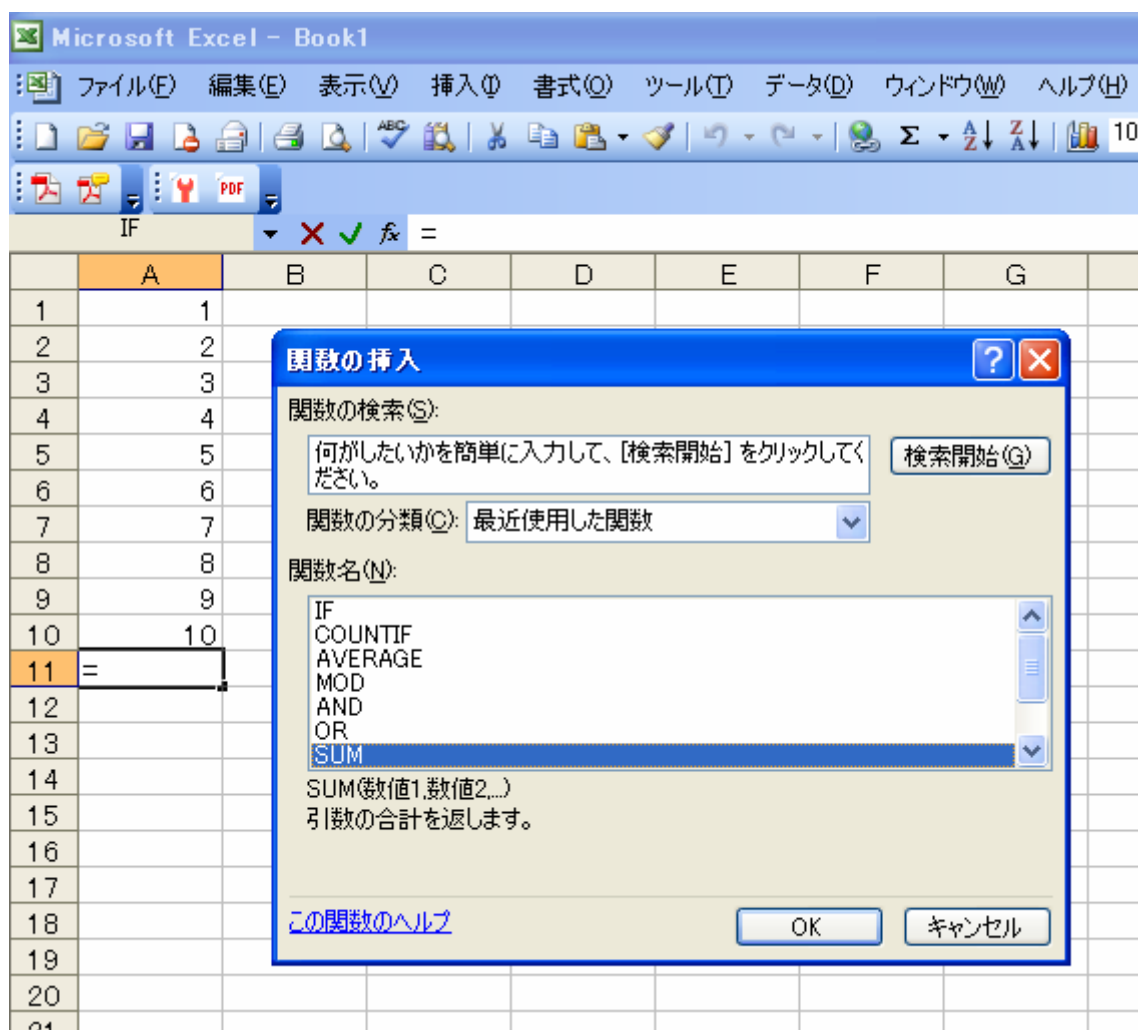 Microsoft Excel - Book1
ファイル(F) 編集(E) 表示(V) 挿入(I) 書式(O) ツール(T) データ(D) ウィンドウ(W) ヘルプ(H)
ABC Σ A Z Z A 10
PDF
IF fx =
A B C D E F G
1 1
2 2
3 3
4 4
5 5
6 6
7 7
8 8
9 9
10 10
11 =
12
13
14
15
16
17
18
19
20
21
関数の挿入
関数の検索(S):
何がしたいかを簡単に入力して、[検索開始] をクリックしてく
ださい。
検索開始(G)
関数の分類(C): 最近使用した関数
関数名(N):
IF
COUNTIF
AVERAGE
MOD
AND
OR
SUM
SUM(数値1,数値2,...)
引数の合計を返します。
この関数のヘルプ OK キャンセル